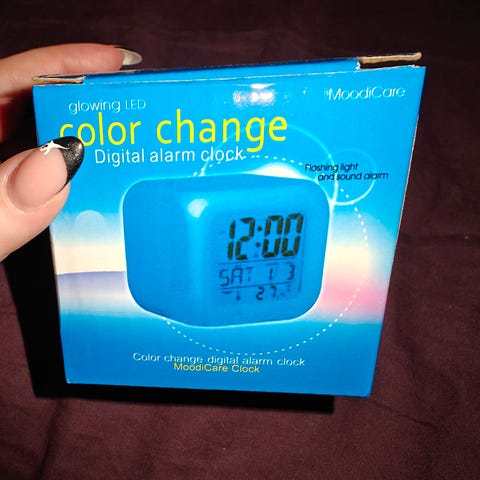 glowing LED
MoodiCare
color change
Digital alarm clock
Flashing light
and sound alarm
12:00
SAT 1 3
Color change digital alarm clock
MoodiCare Clock